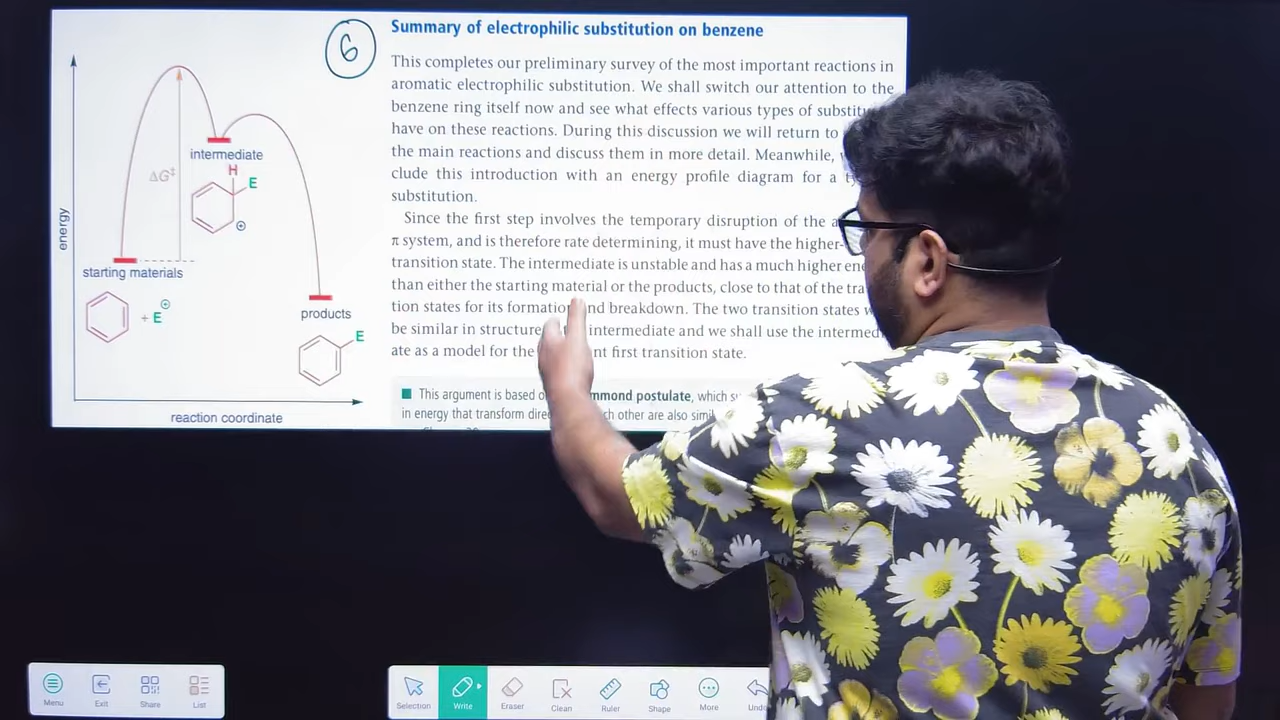 6
Summary of electrophilic substitution on benzene
This completes our preliminary survey of the most important reactions in
aromatic electrophilic substitution. We shall switch our attention to the
benzene ring itself now and see what effects various types of
have on these reactions. During this discussion we will return to
the main reactions and discuss them in more detail. Meanwhile,
clude this introduction with an energy profile diagram for a
substitution.
Since the first step involves the temporary disruption of the
π system, and is therefore rate determining, it must have the higher-
transition state. The intermediate is unstable and has a much higher
than either the starting material or the products, close to that of the
tion states for its formation and breakdown. The two transition states
be similar in structure intermediate and we shall use the
ate as a model for the first transition state.
■ This argument is based postulate, which
in energy that transform other are also
energy
ΔG‡
intermediate
H
E
⊕
starting materials
⊕
+ E
products
E
reaction coordinate
Menu
Exit
Share
List
Selection
Write
Eraser
Clean
Ruler
Shape
More
Undo